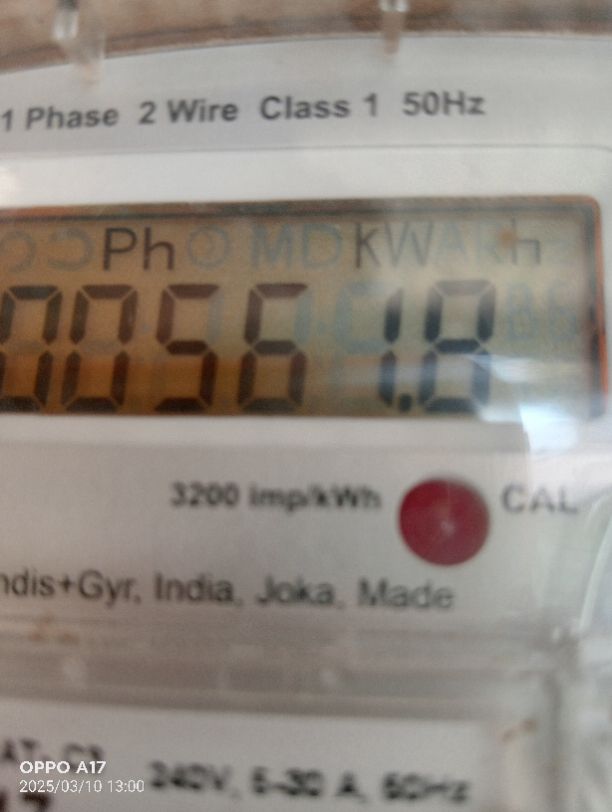 1 Phase 2 Wire Class 1 50Hz
Ph MD kWh
00561.8
3200 imp/kWh CAL
ndis+Gyr, India, Joka, Made
240V, 5-30 A, 50Hz
OPPO A17
2025/03/10 13:00